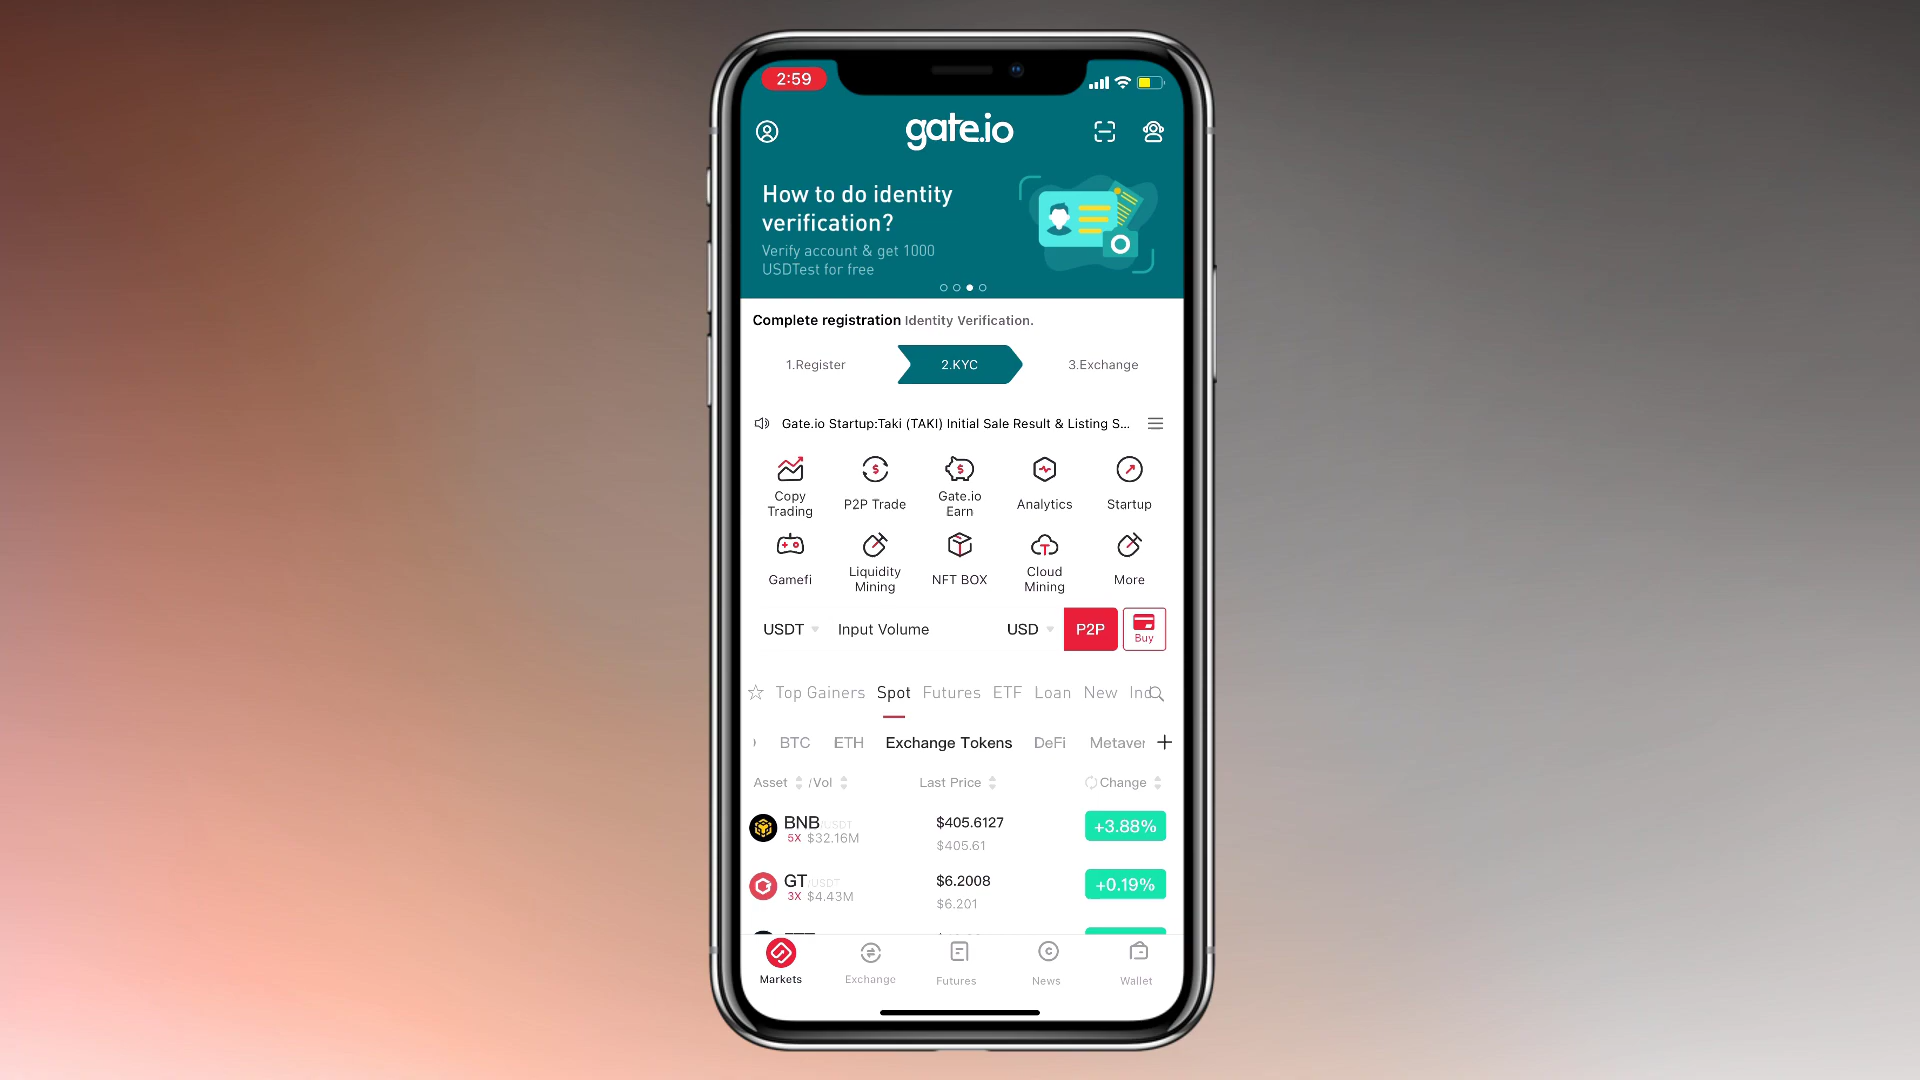 2:59
gate.io
How to do identity
verification?
Verify account & get 1000
USDTest for free
Complete registration Identity Verification.
1.Register
2.KYC
3.Exchange
Gate.io Startup:Taki (TAKI) Initial Sale Result & Listing S...
Copy
Trading
P2P Trade
Gate.io
Earn
Analytics
Startup
Gamefi
Liquidity
Mining
NFT BOX
Cloud
Mining
More
USDT
Input Volume
USD
P2P
Buy
Top Gainers Spot Futures ETF Loan New Ind
BTC ETH Exchange Tokens DeFi Metaver +
Asset /Vol Last Price Change
BNB/USDT $405.6127 +3.88%
5X $32.16M $405.61
GT/USDT $6.2008 +0.19%
3X $4.43M $6.201
Markets Exchange Futures News Wallet